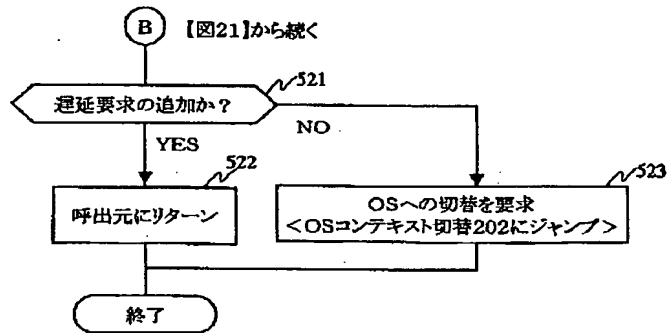 B 【図21】から続く
521
遅延要求の追加か?
NO
YES
522
523
呼出元にリターン
OSへの切替を要求
<OSコンテキスト切替202にジャンプ>
終了